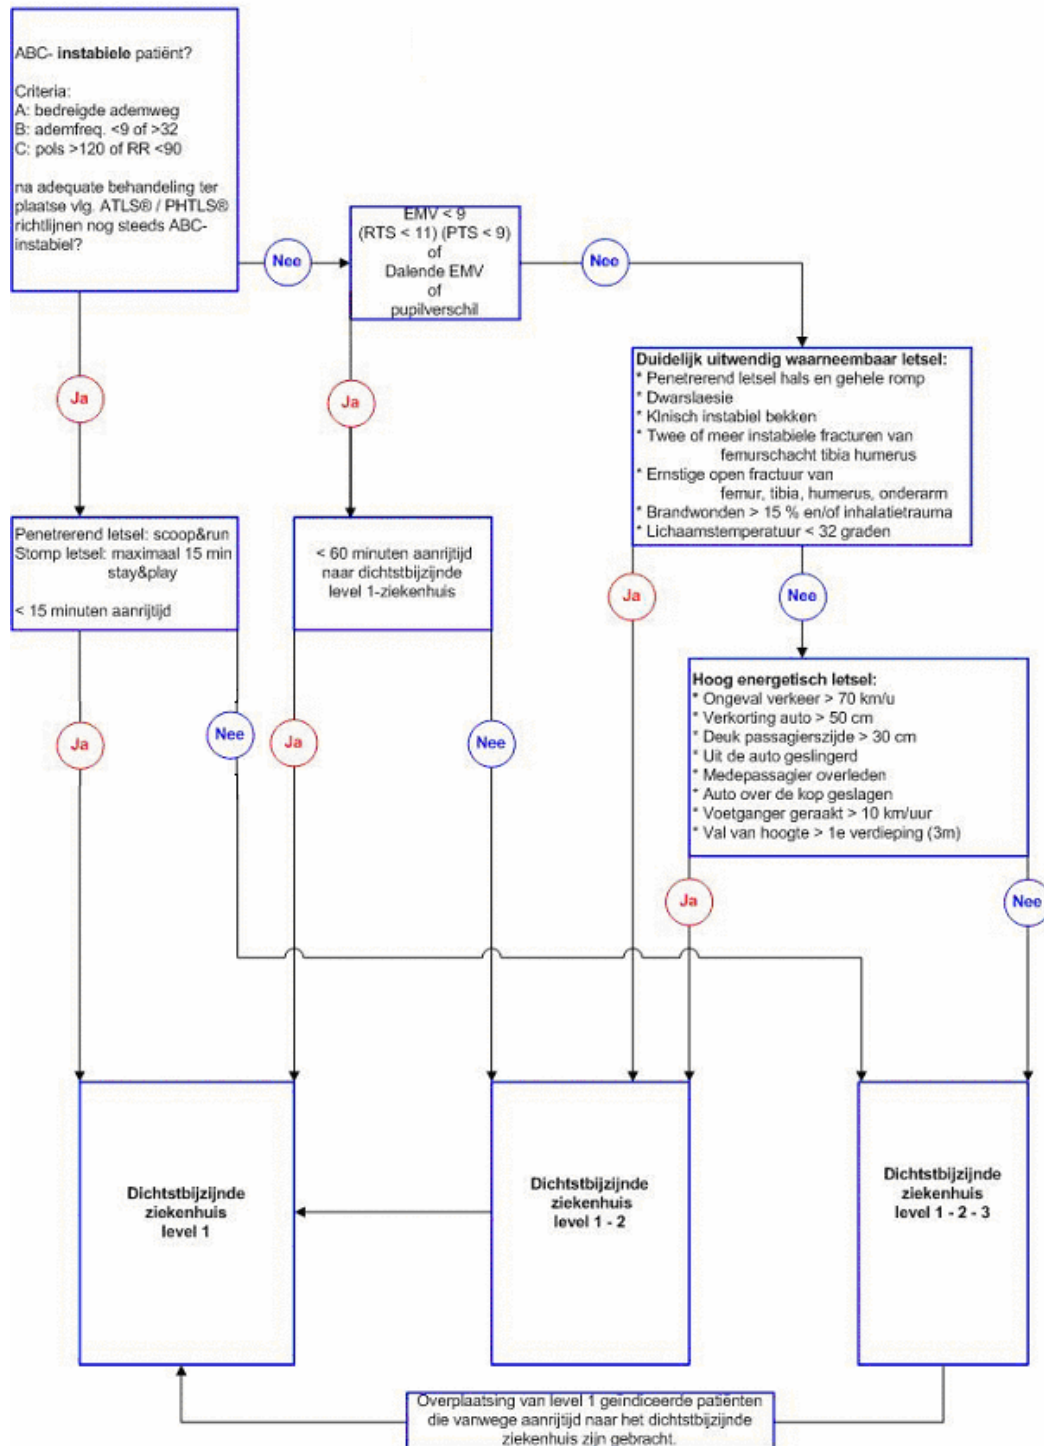 ABC- instabiele patiënt?
Criteria:
A: bedreigde ademweg
B: ademfreq. <9 of >32
C: pols >120 of RR <90
na adequate behandeling ter
plaatse vlg. ATLS® / PHTLS®
richtlijnen nog steeds ABC-
instabiel?
Nee
EMV < 9
(RTS < 11) (PTS < 9)
of
Dalende EMV
of
pupilverschil
Nee
Ja
Ja
Duidelijk uitwendig waarneembaar letsel:
* Penetrerend letsel hals en gehele romp
* Dwarslaesie
* Klnisch instabiel bekken
* Twee of meer instabiele fracturen van
femurschacht tibia humerus
* Ernstige open fractuur van
femur, tibia, humerus, onderarm
* Brandwonden > 15 % en/of inhalatietrauma
* Lichaamstemperatuur < 32 graden
Penetrerend letsel: scoop&run
Stomp letsel: maximaal 15 min
stay&play
< 15 minuten aanrijtijd
< 60 minuten aanrijtijd
naar dichtstbijzijnde
level 1-ziekenhuis
Ja
Nee
Hoog energetisch letsel:
* Ongeval verkeer > 70 km/u
* Verkorting auto > 50 cm
* Deuk passagierszijde > 30 cm
* Uit de auto geslingerd
* Medepassagier overleden
* Auto over de kop geslagen
* Voetganger geraakt > 10 km/uur
* Val van hoogte > 1e verdieping (3m)
Ja
Nee
Ja
Nee
Ja
Nee
Dichtstbijzijnde
ziekenhuis
level 1
Dichtstbijzijnde
ziekenhuis
level 1 - 2
Dichtstbijzijnde
ziekenhuis
level 1 - 2 - 3
Overplaatsing van level 1 geïndiceerde patiënten
die vanwege aanrijtijd naar het dichtstbijzijnde
ziekenhuis zijn gebracht.